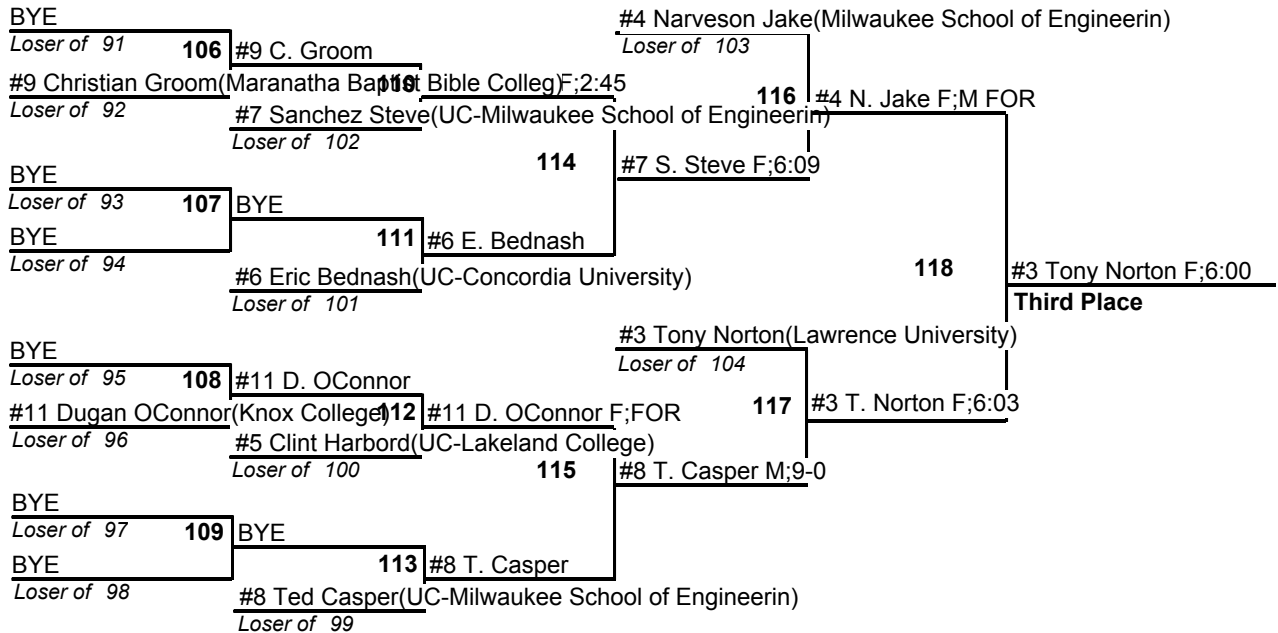 BYE
Loser of 91
106
#9 C. Groom
#9 Christian Groom(Maranatha Baptist Bible Colleg)
Loser of 92
110
F;2:45
#7 Sanchez Steve(UC-Milwaukee School of Engineerin)
Loser of 102
BYE
Loser of 93
107
BYE
BYE
Loser of 94
111
#6 E. Bednash
#6 Eric Bednash(UC-Concordia University)
Loser of 101
114
#7 S. Steve F;6:09
#4 Narveson Jake(Milwaukee School of Engineerin)
Loser of 103
116
#4 N. Jake F;M FOR
BYE
Loser of 95
108
#11 D. OConnor
#11 Dugan OConnor(Knox College)
Loser of 96
112
#11 D. OConnor F;FOR
#5 Clint Harbord(UC-Lakeland College)
Loser of 100
BYE
Loser of 97
109
BYE
BYE
Loser of 98
113
#8 T. Casper
#8 Ted Casper(UC-Milwaukee School of Engineerin)
Loser of 99
115
#8 T. Casper M;9-0
#3 Tony Norton(Lawrence University)
Loser of 104
117
#3 T. Norton F;6:03
118
#3 Tony Norton F;6:00
Third Place